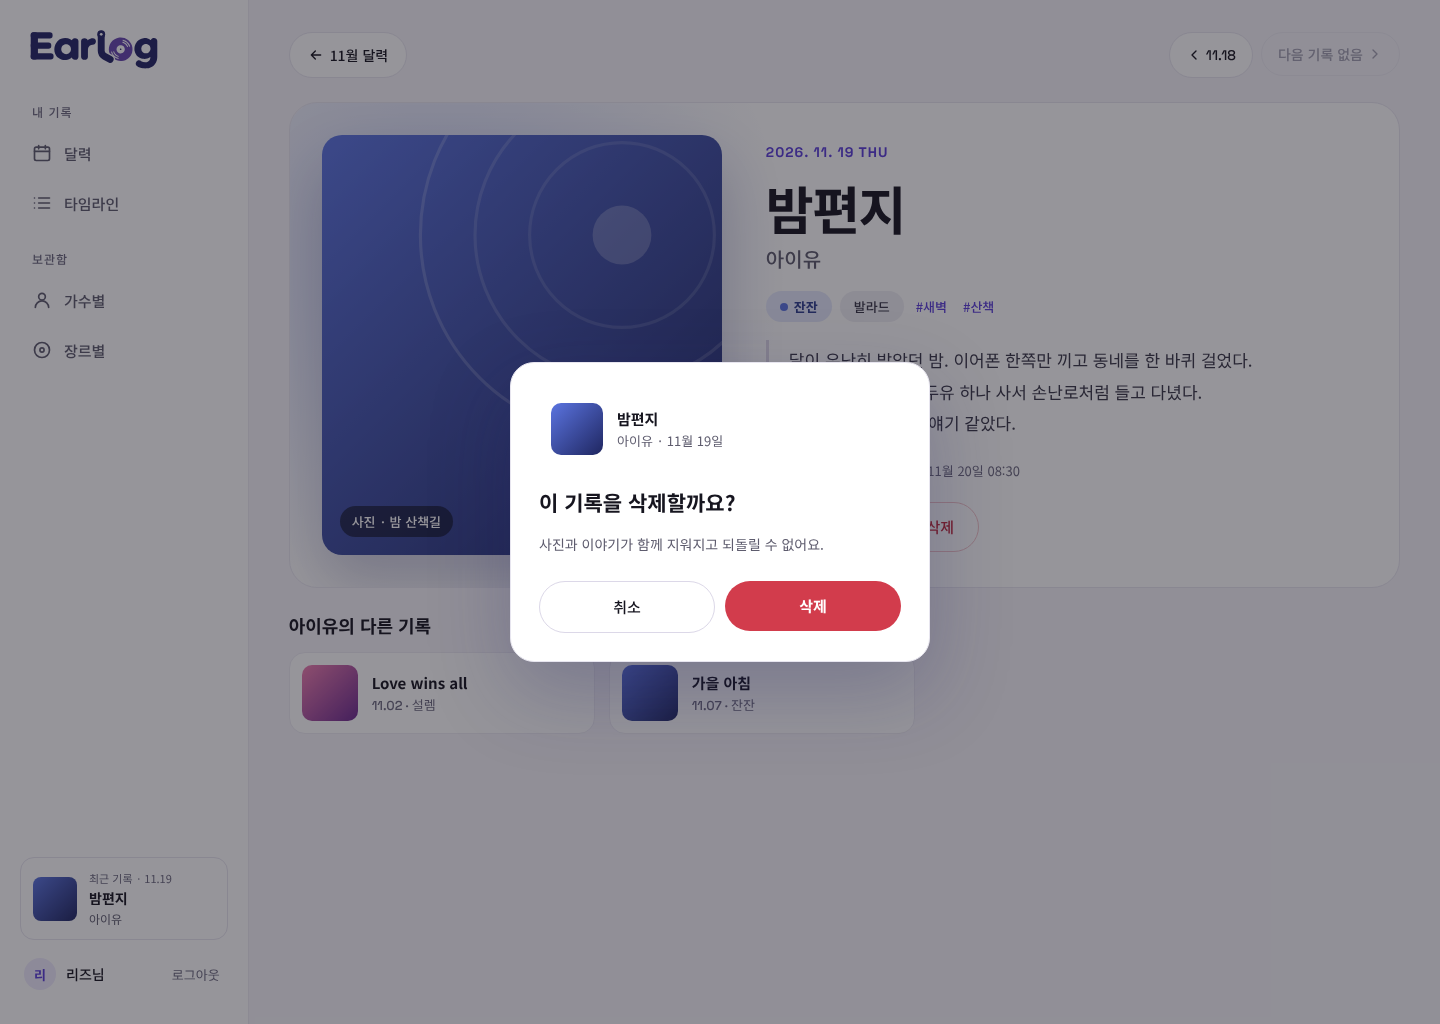 Earlog
내 기록
달력
타임라인
보관함
가수별
장르별
최근 기록 · 11.19
밤편지
아이유
리
리즈님
로그아웃
11월 달력
11.18
다음 기록 없음
2026. 11. 19 THU
밤편지
아이유
잔잔
발라드
#새벽
#산책
달이 유난히 밝았던 밤. 이어폰 한쪽만 끼고 동네를 한 바퀴 걸었다.
두유 하나 사서 손난로처럼 들고 다녔다.
얘기 같았다.
11월 20일 08:30
삭제
사진 · 밤 산책길
밤편지
아이유 · 11월 19일
이 기록을 삭제할까요?
사진과 이야기가 함께 지워지고 되돌릴 수 없어요.
취소
삭제
아이유의 다른 기록
Love wins all
11.02 · 설렘
가을 아침
11.07 · 잔잔